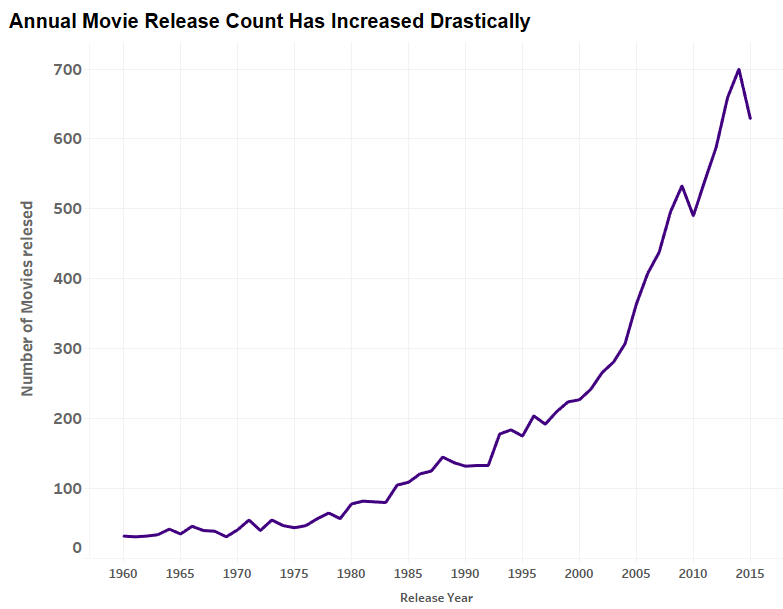 Annual Movie Release Count Has Increased Drastically
700
600
500
400
300
200
100
0
Number of Movies relesed
1960 1965 1970 1975 1980 1985 1990 1995 2000 2005 2010 2015
Release Year